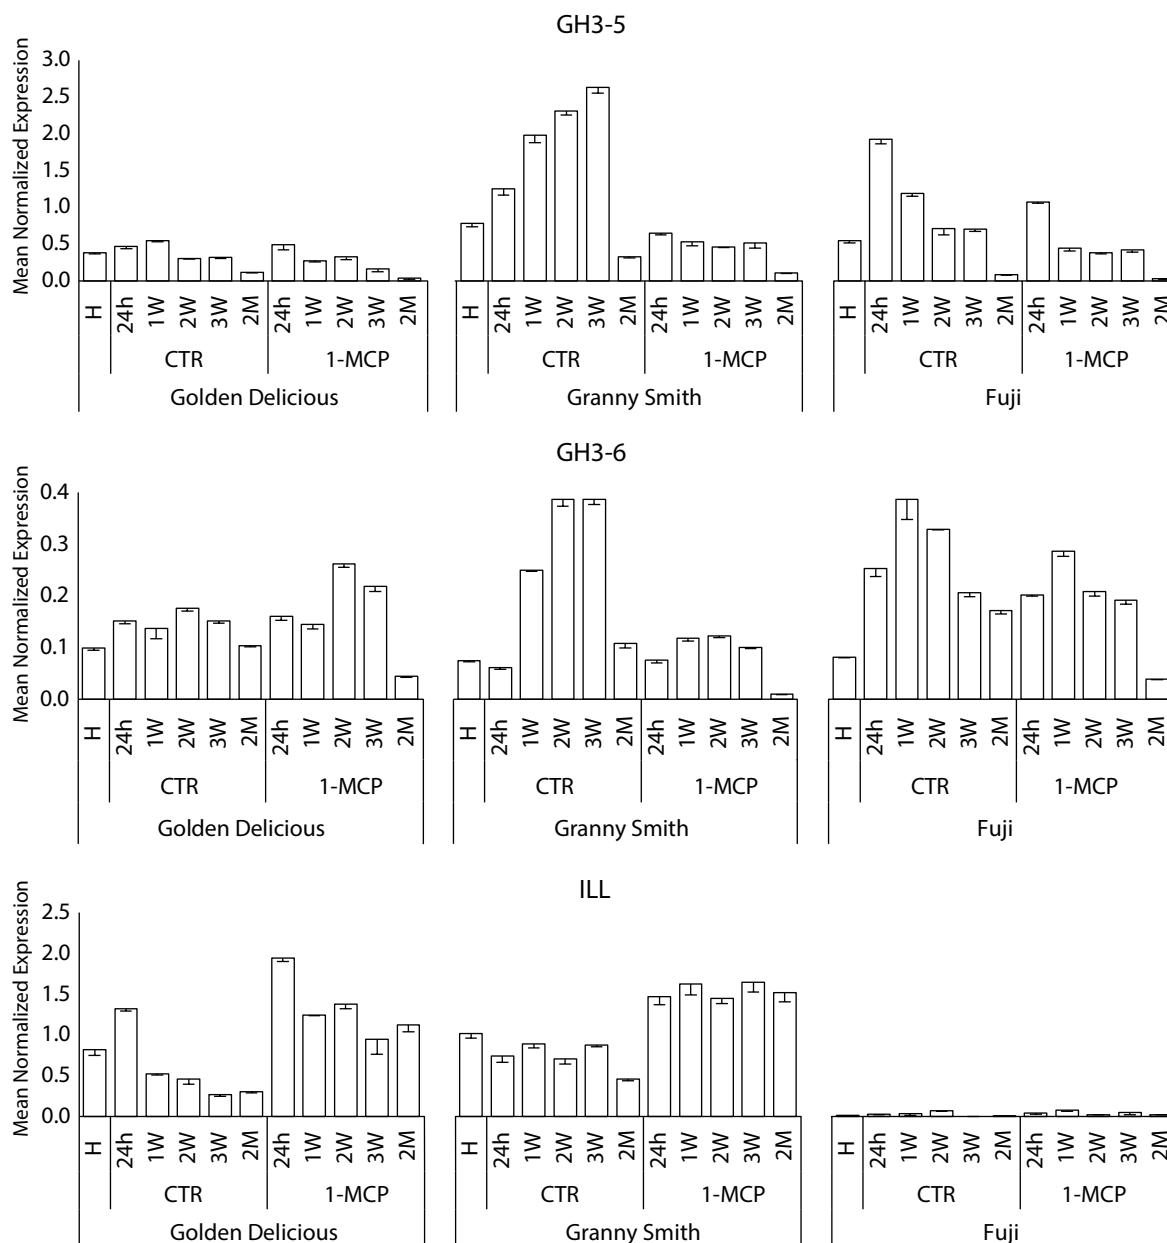 GH3-5
Mean Normalized Expression
3.0
2.5
2.0
1.5
1.0
0.5
0.0
H 24h 1W 2W 3W 2M 24h 1W 2W 3W 2M H 24h 1W 2W 3W 2M 24h 1W 2W 3W 2M H 24h 1W 2W 3W 2M 24h 1W 2W 3W 2M
CTR 1-MCP CTR 1-MCP CTR 1-MCP
Golden Delicious Granny Smith Fuji
GH3-6
Mean Normalized Expression
0.4
0.3
0.2
0.1
0.0
H 24h 1W 2W 3W 2M 24h 1W 2W 3W 2M H 24h 1W 2W 3W 2M 24h 1W 2W 3W 2M H 24h 1W 2W 3W 2M 24h 1W 2W 3W 2M
CTR 1-MCP CTR 1-MCP CTR 1-MCP
Golden Delicious Granny Smith Fuji
ILL
Mean Normalized Expression
2.5
2.0
1.5
1.0
0.5
0.0
H 24h 1W 2W 3W 2M 24h 1W 2W 3W 2M H 24h 1W 2W 3W 2M 24h 1W 2W 3W 2M H 24h 1W 2W 3W 2M 24h 1W 2W 3W 2M
CTR 1-MCP CTR 1-MCP CTR 1-MCP
Golden Delicious Granny Smith Fuji